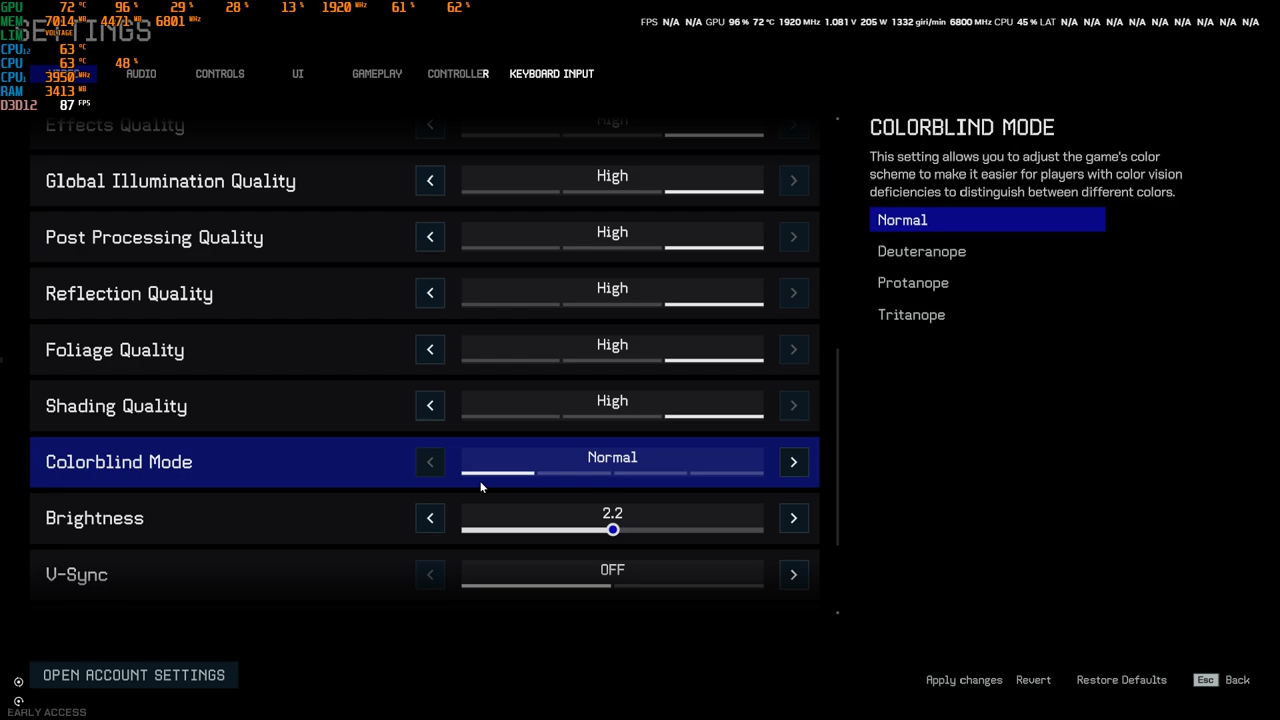 GPU 72 °C 96 % 29 % 28 % 13 % 1920 MHz 61 % 62 %
MEM 7014 MB 4471 MB 6801 MHz
FPS N/A N/A GPU 96 % 72 °C 1920 MHz 1.081 V 205 W 1332 giri/min 6800 MHz CPU 45 % LAT N/A N/A N/A N/A N/A N/A N/A N/A
LIM VOLTAGE
SETTINGS
CPU12 63 °C
CPU 63 °C 48 %
CPU1 3950 MHz
AUDIO CONTROLS UI GAMEPLAY CONTROLLER KEYBOARD INPUT
RAM 3413 MB
D3D12 87 FPS
Effects Quality High
Global Illumination Quality High
Post Processing Quality High
Reflection Quality High
Foliage Quality High
Shading Quality High
Colorblind Mode Normal
Brightness 2.2
V-Sync OFF
COLORBLIND MODE
This setting allows you to adjust the game's color
scheme to make it easier for players with color vision
deficiencies to distinguish between different colors.
Normal
Deuteranope
Protanope
Tritanope
OPEN ACCOUNT SETTINGS
Apply changes Revert Restore Defaults Esc Back
EARLY ACCESS